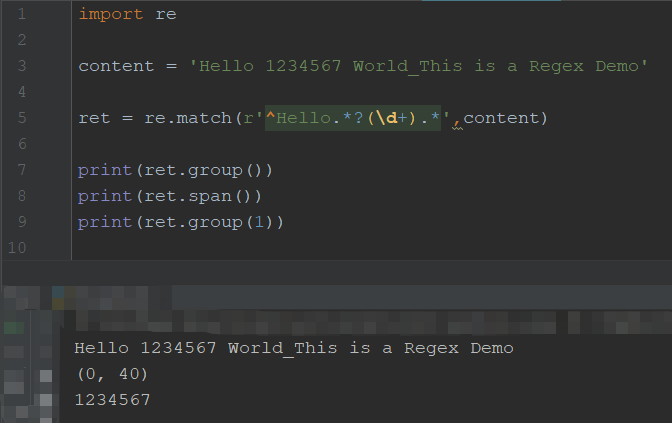 1 import re
2
3 content = 'Hello 1234567 World_This is a Regex Demo'
4
5 ret = re.match(r'^Hello.*?(\d+).*',content)
6
7 print(ret.group())
8 print(ret.span())
9 print(ret.group(1))
10
Hello 1234567 World_This is a Regex Demo
(0, 40)
1234567